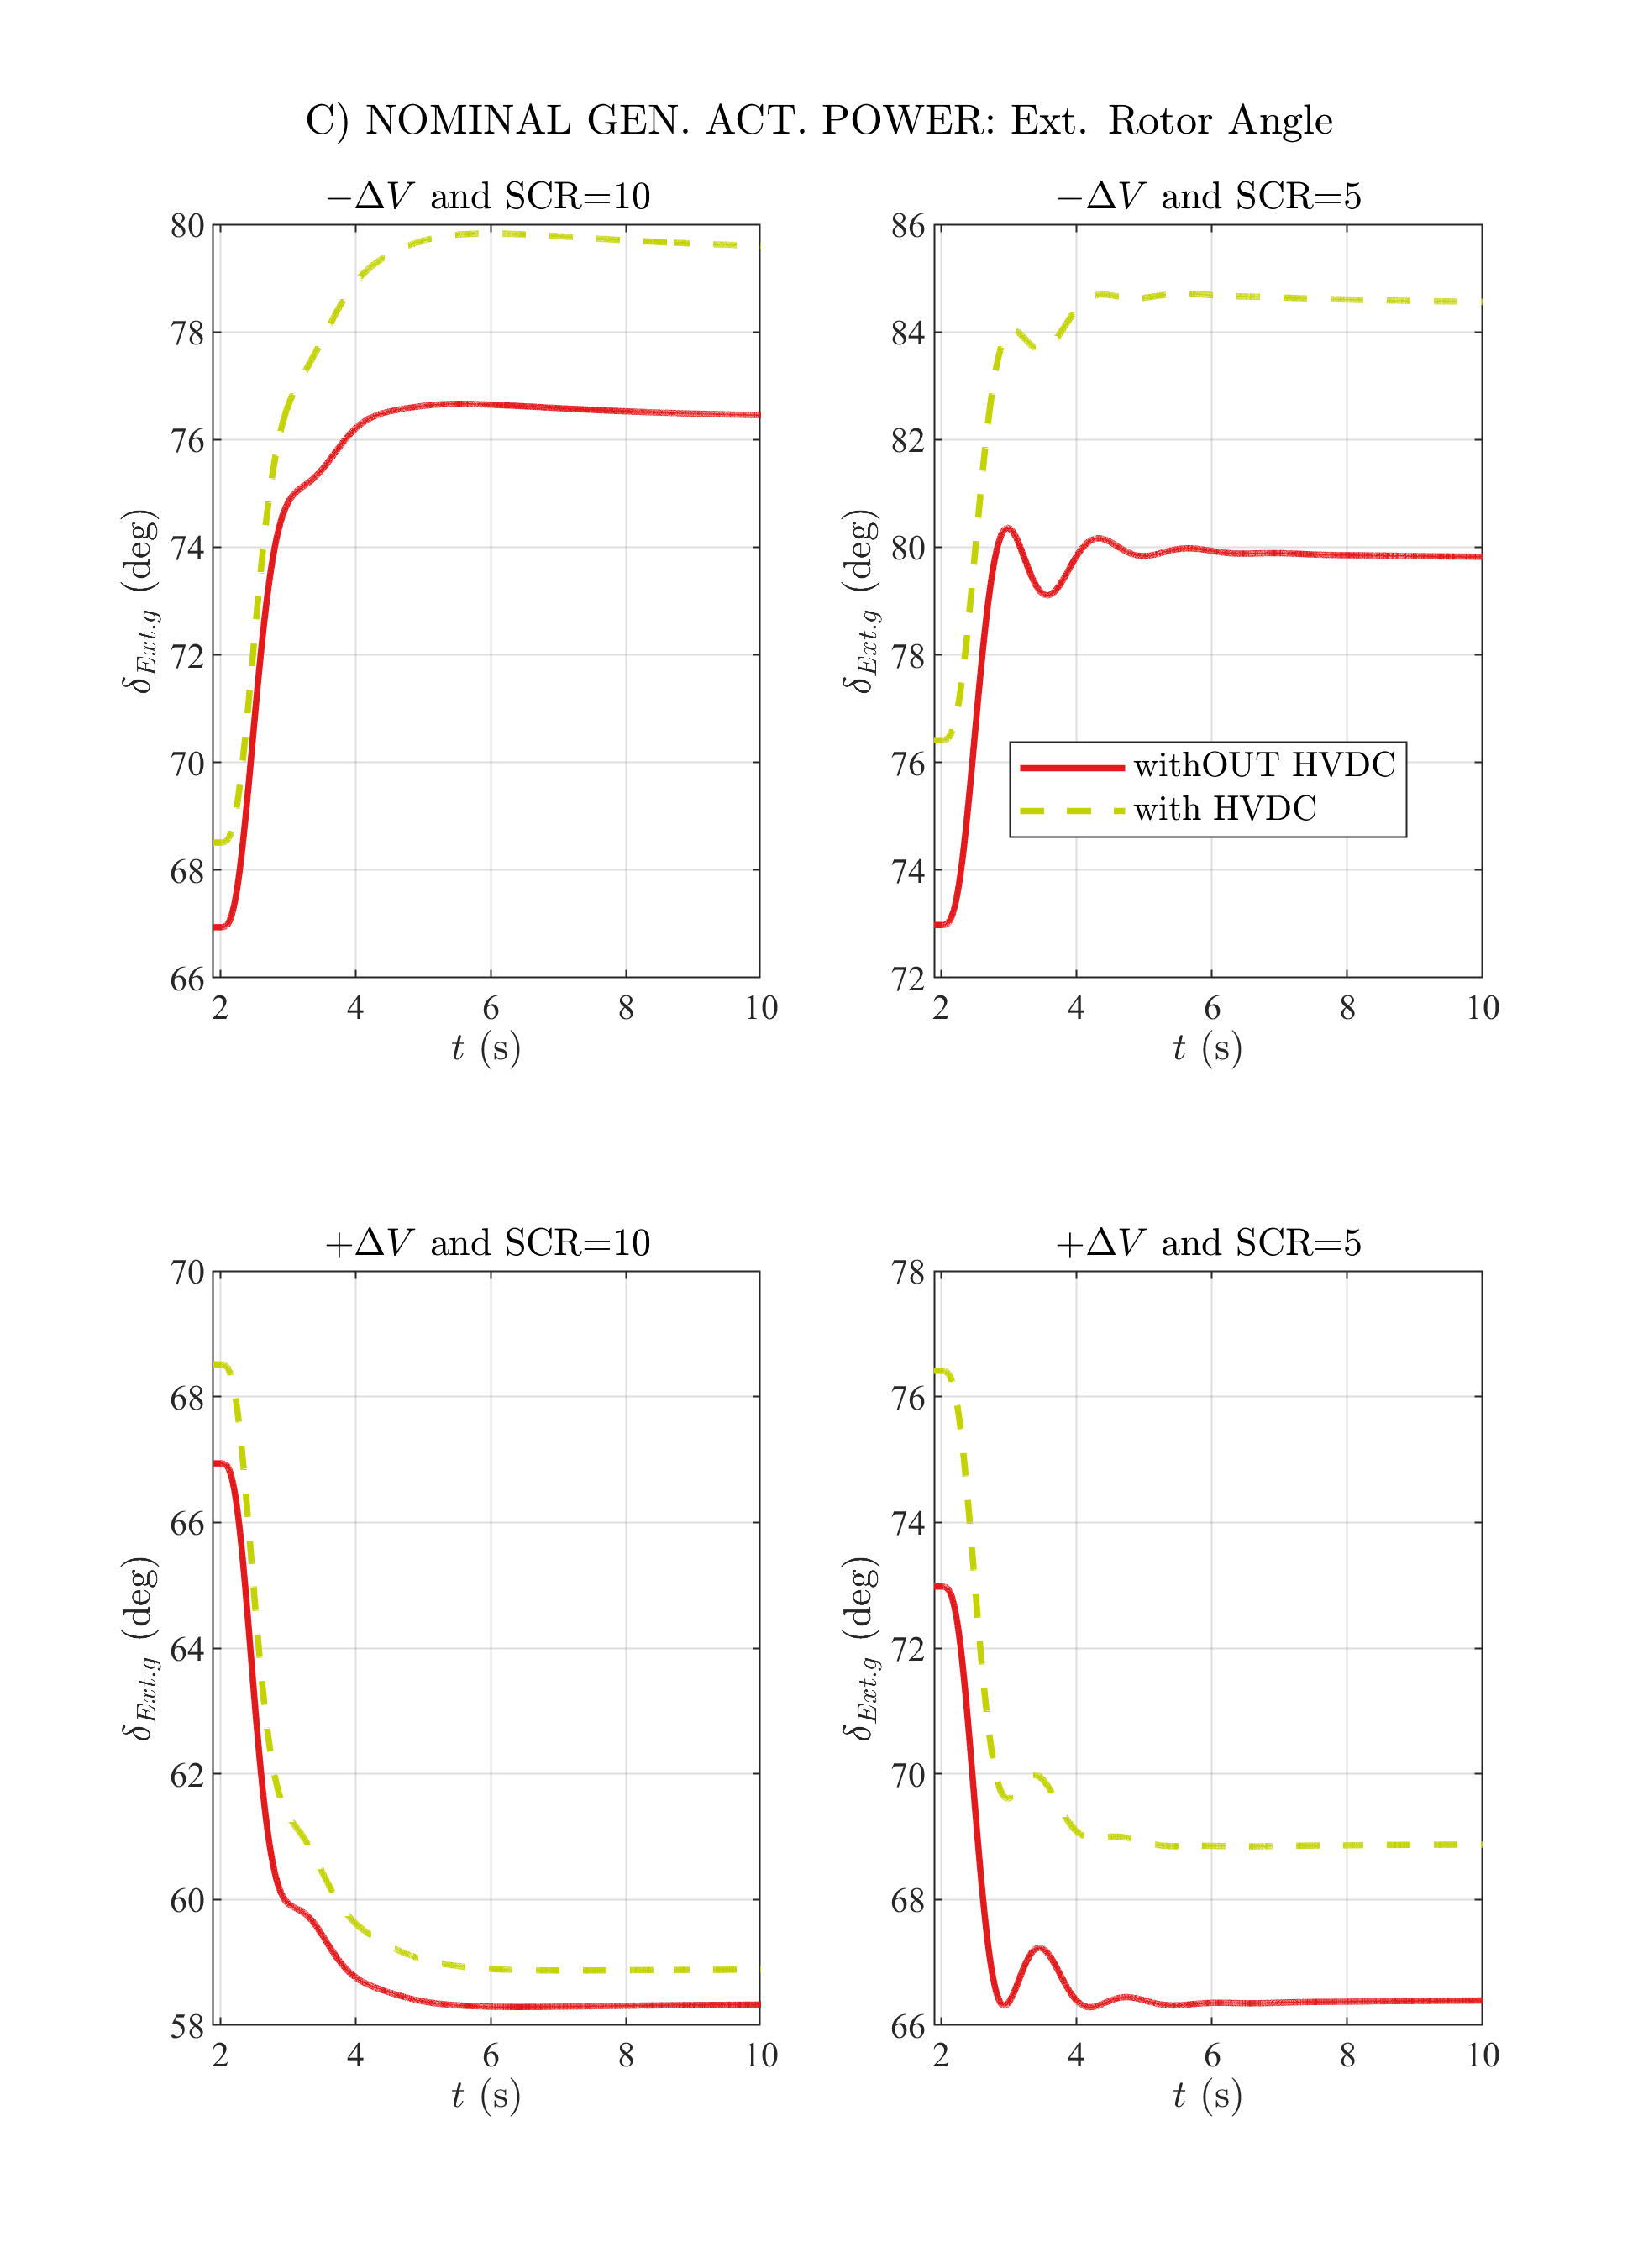 C) NOMINAL GEN. ACT. POWER: Ext. Rotor Angle
−ΔV and SCR=10
80
78
76
74
72
70
68
66
δ_Ext.g (deg)
2 4 6 8 10
t (s)
−ΔV and SCR=5
86
84
82
80
78
76
74
72
δ_Ext.g (deg)
withOUT HVDC
with HVDC
2 4 6 8 10
t (s)
+ΔV and SCR=10
70
68
66
64
62
60
58
δ_Ext.g (deg)
2 4 6 8 10
t (s)
+ΔV and SCR=5
78
76
74
72
70
68
66
δ_Ext.g (deg)
2 4 6 8 10
t (s)